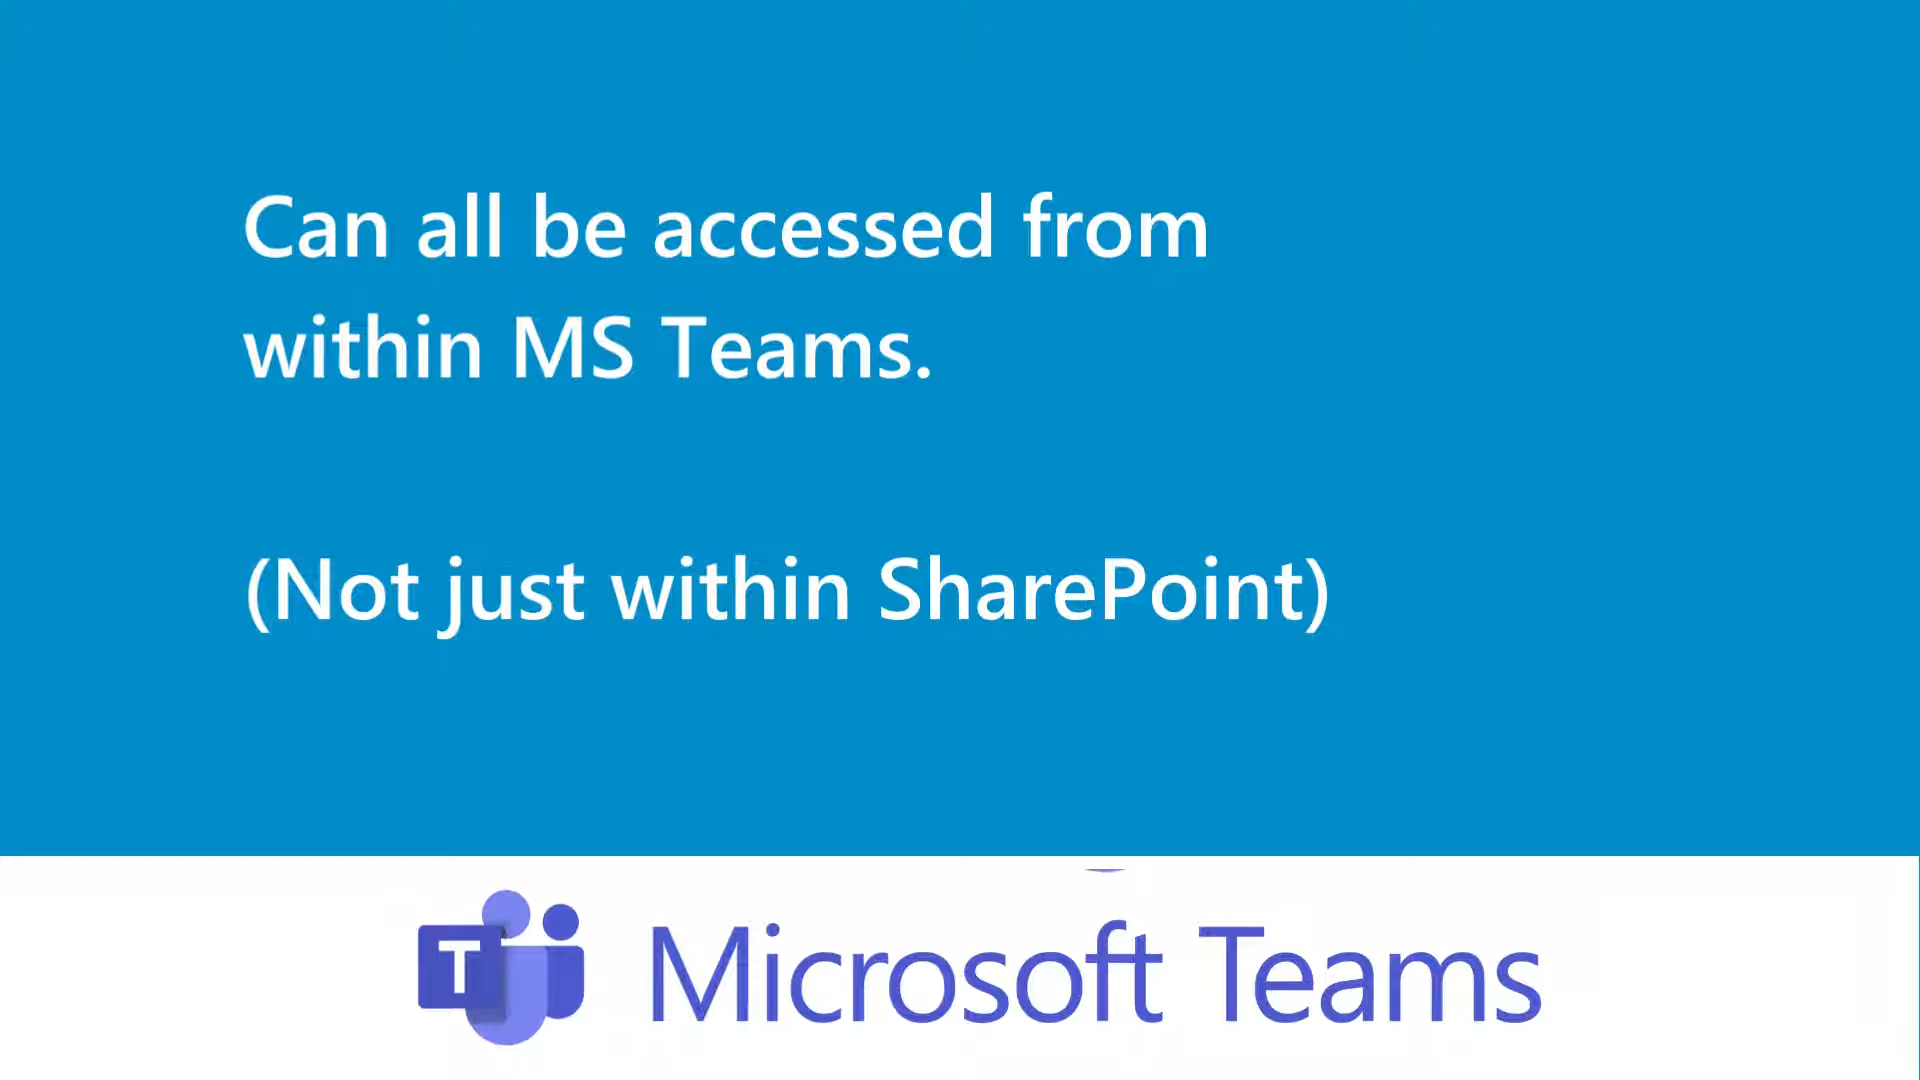 Can all be accessed from
within MS Teams.
(Not just within SharePoint)
T
Microsoft Teams